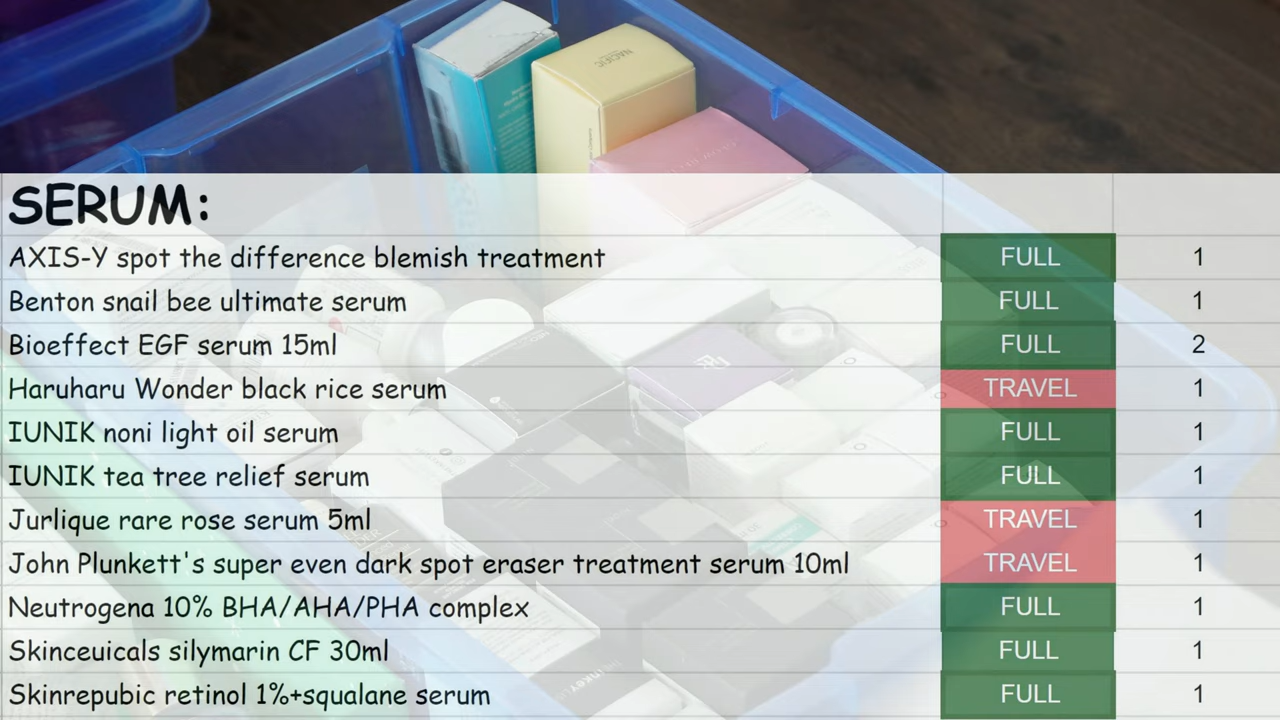 NACIFIC
SERUM:
AXIS-Y spot the difference blemish treatment FULL 1
Benton snail bee ultimate serum FULL 1
Bioeffect EGF serum 15ml FULL 2
Haruharu Wonder black rice serum TRAVEL 1
IUNIK noni light oil serum FULL 1
IUNIK tea tree relief serum FULL 1
Jurlique rare rose serum 5ml TRAVEL 1
John Plunkett's super even dark spot eraser treatment serum 10ml TRAVEL 1
Neutrogena 10% BHA/AHA/PHA complex FULL 1
Skinceuicals silymarin CF 30ml FULL 1
Skinrepubic retinol 1%+squalane serum FULL 1